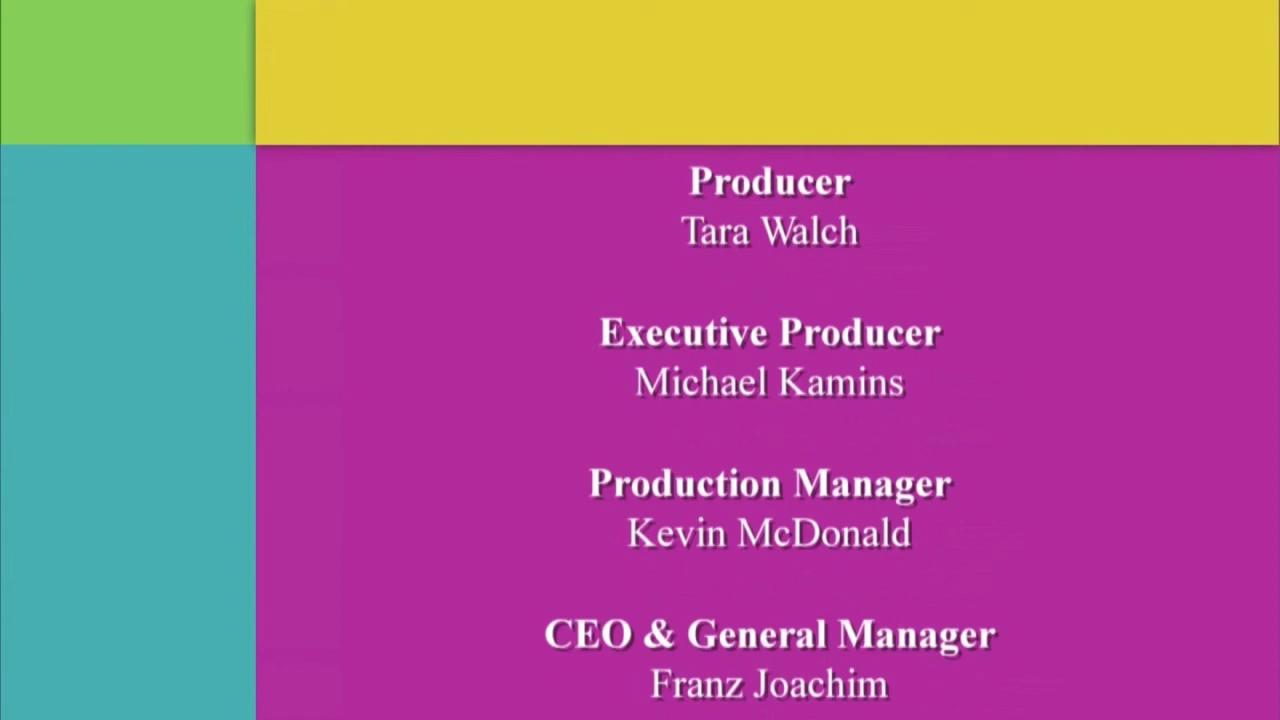 Producer
Tara Walch
Executive Producer
Michael Kamins
Production Manager
Kevin McDonald
CEO & General Manager
Franz Joachim